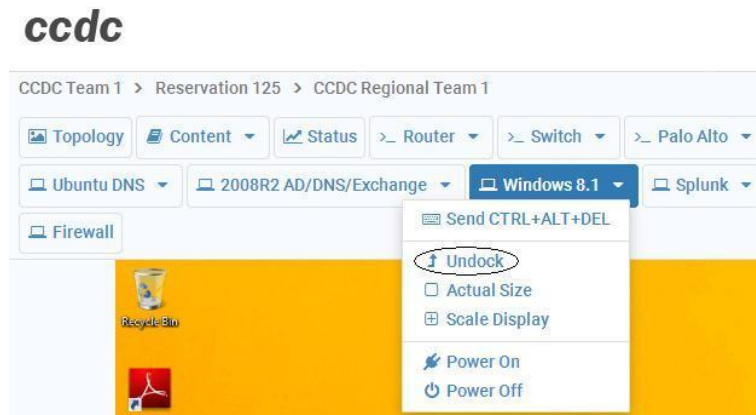 ccdc
CCDC Team 1 > Reservation 125 > CCDC Regional Team 1
Topology Content Status >_ Router >_ Switch >_ Palo Alto
Ubuntu DNS 2008R2 AD/DNS/Exchange Windows 8.1 Splunk
Firewall
Send CTRL+ALT+DEL
Undock
Actual Size
Scale Display
Power On
Power Off
Recycle Bin